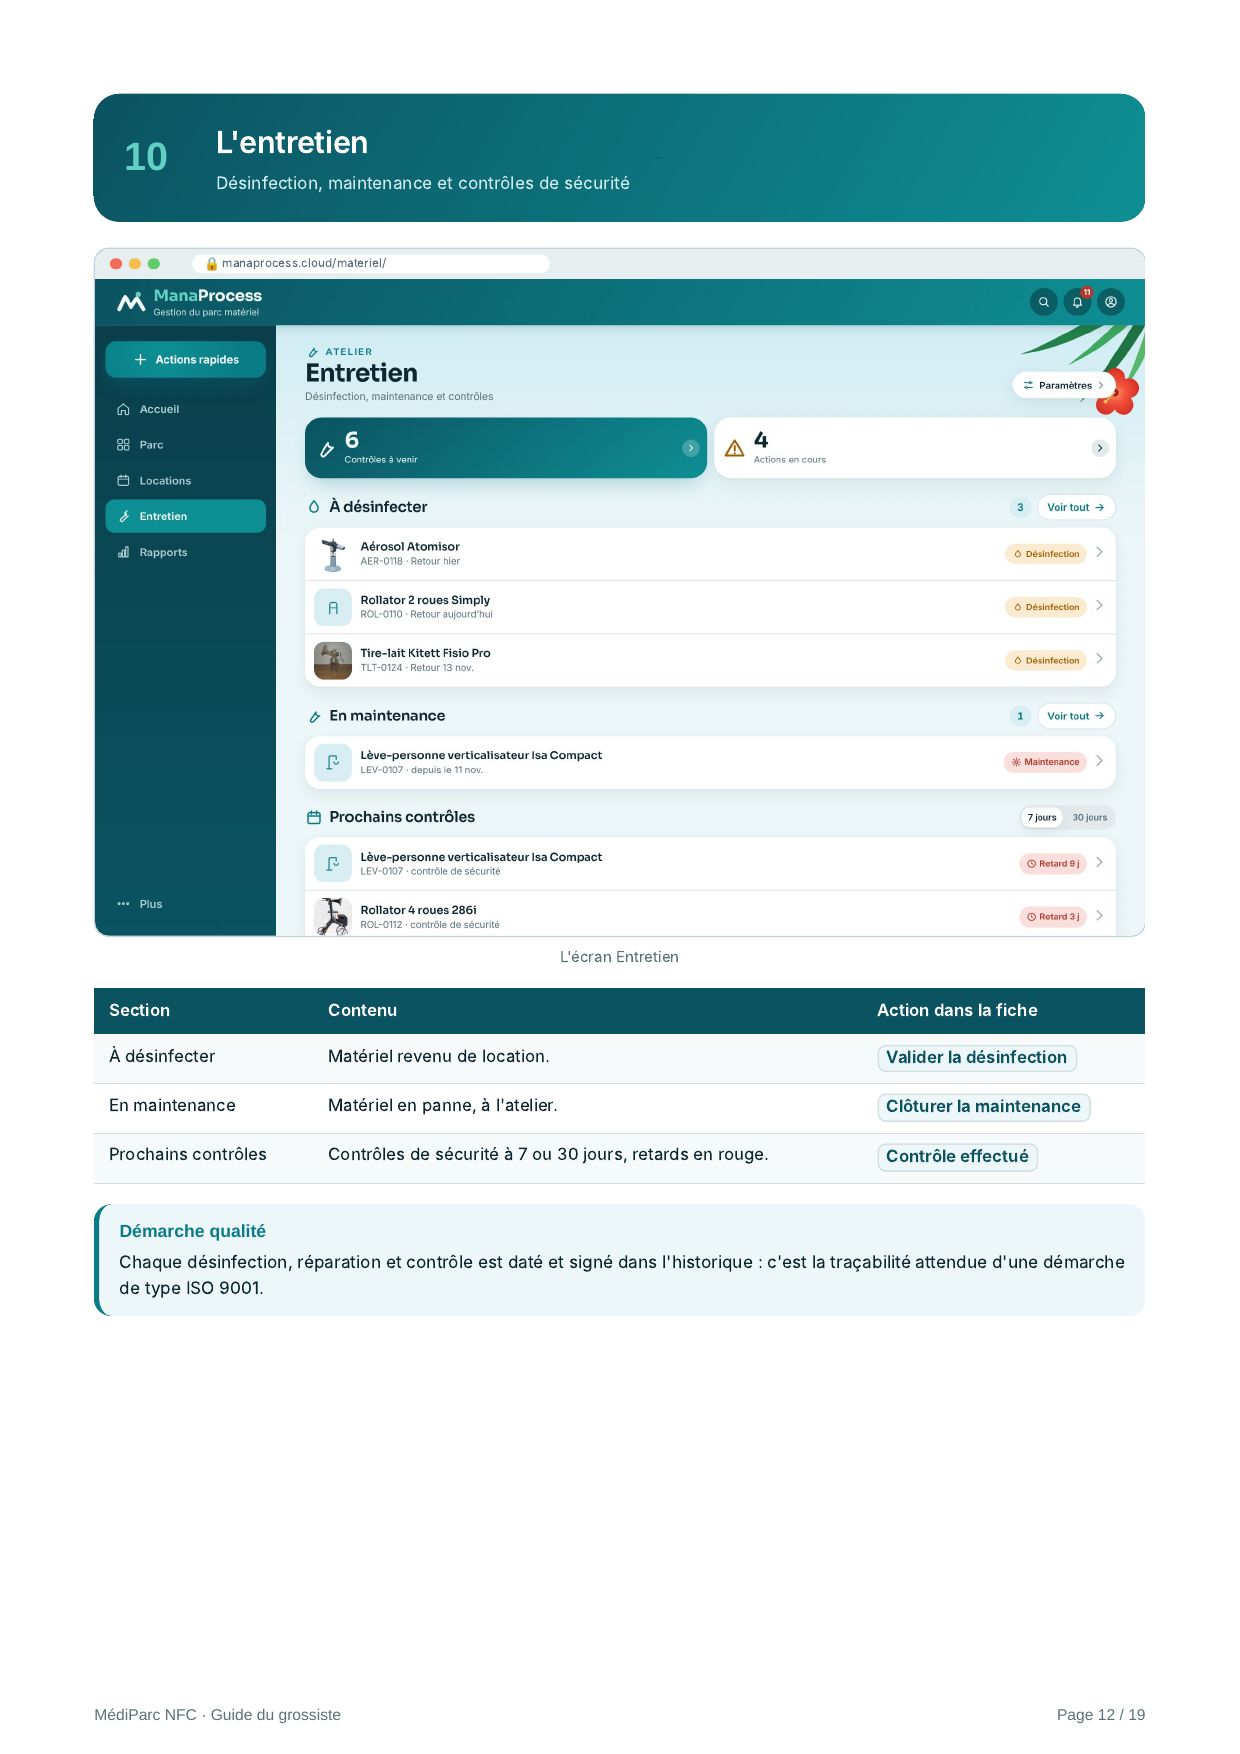 10
L'entretien
Désinfection, maintenance et contrôles de sécurité
manaprocess.cloud/materiel/
ManaProcess
Gestion du parc matériel
11
Actions rapides
Accueil
Parc
Locations
Entretien
Rapports
Plus
ATELIER
Entretien
Désinfection, maintenance et contrôles
Paramètres
6
Contrôles à venir
4
Actions en cours
À désinfecter
3
Voir tout →
Aérosol Atomisor
AER-0118 · Retour hier
Désinfection
Rollator 2 roues Simply
ROL-0110 · Retour aujourd'hui
Désinfection
Tire-lait Kitett Fisio Pro
TLT-0124 · Retour 13 nov.
Désinfection
En maintenance
1
Voir tout →
Lève-personne verticalisateur Isa Compact
LEV-0107 · depuis le 11 nov.
Maintenance
Prochains contrôles
7 jours 30 jours
Lève-personne verticalisateur Isa Compact
LEV-0107 · contrôle de sécurité
Retard 9 j
Rollator 4 roues 286i
ROL-0112 · contrôle de sécurité
Retard 3 j
L'écran Entretien
Section Contenu Action dans la fiche
À désinfecter Matériel revenu de location. Valider la désinfection
En maintenance Matériel en panne, à l'atelier. Clôturer la maintenance
Prochains contrôles Contrôles de sécurité à 7 ou 30 jours, retards en rouge. Contrôle effectué
Démarche qualité
Chaque désinfection, réparation et contrôle est daté et signé dans l'historique : c'est la traçabilité attendue d'une démarche
de type ISO 9001.
MédiParc NFC · Guide du grossiste
Page 12 / 19